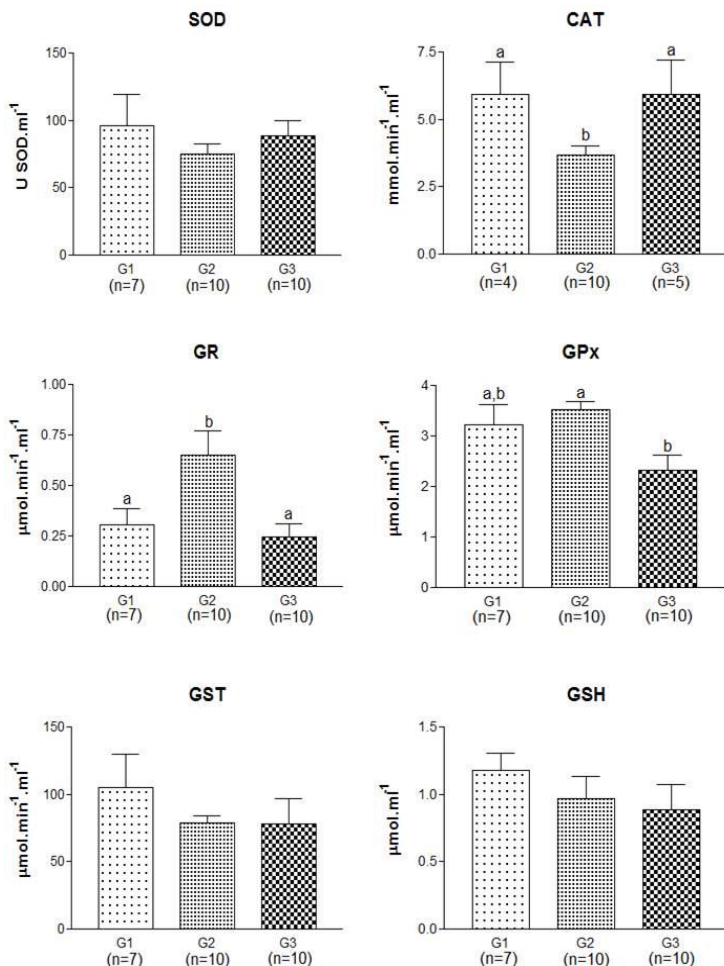 SOD
U SOD.ml⁻¹
150
100
50
0
G1 G2 G3
(n=7) (n=10) (n=10)
CAT
mmol.min⁻¹.ml⁻¹
7.5
5.0
2.5
0.0
a b a
G1 G2 G3
(n=4) (n=10) (n=5)
GR
µmol.min⁻¹.ml⁻¹
1.00
0.75
0.50
0.25
0.00
a b a
G1 G2 G3
(n=7) (n=10) (n=10)
GPx
µmol.min⁻¹.ml⁻¹
4
3
2
1
0
a,b a b
G1 G2 G3
(n=7) (n=10) (n=10)
GST
µmol.min⁻¹.ml⁻¹
150
100
50
0
G1 G2 G3
(n=7) (n=10) (n=10)
GSH
µmol.ml⁻¹
1.5
1.0
0.5
0.0
G1 G2 G3
(n=7) (n=10) (n=10)